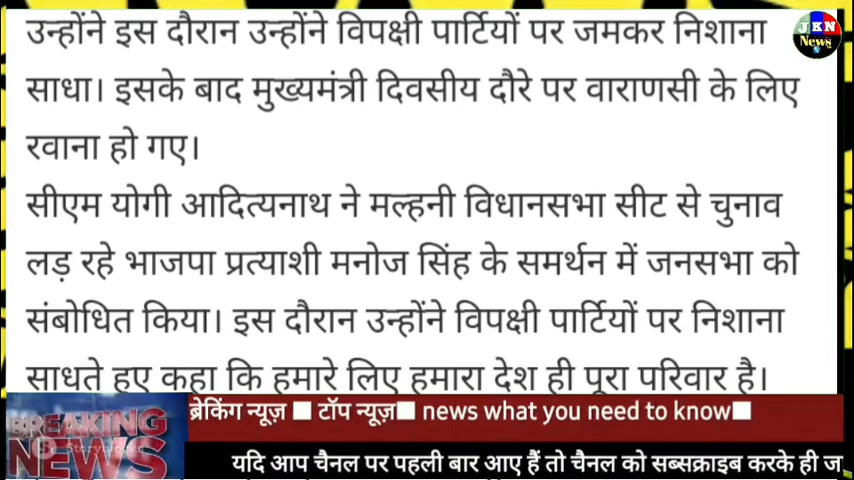 उन्होंने इस दौरान उन्होंने विपक्षी पार्टियों पर जमकर निशाना
JKN
News
साधा। इसके बाद मुख्यमंत्री दिवसीय दौरे पर वाराणसी के लिए
रवाना हो गए।
सीएम योगी आदित्यनाथ ने मल्हनी विधानसभा सीट से चुनाव
लड़ रहे भाजपा प्रत्याशी मनोज सिंह के समर्थन में जनसभा को
संबोधित किया। इस दौरान उन्होंने विपक्षी पार्टियों पर निशाना
साधते हुए कहा कि हमारे लिए हमारा देश ही पूरा परिवार है।
BREAKING
NEWS
ब्रेकिंग न्यूज़ ■ टॉप न्यूज़■ news what you need to know■
यदि आप चैनल पर पहली बार आए हैं तो चैनल को सब्सक्राइब करके ही ज